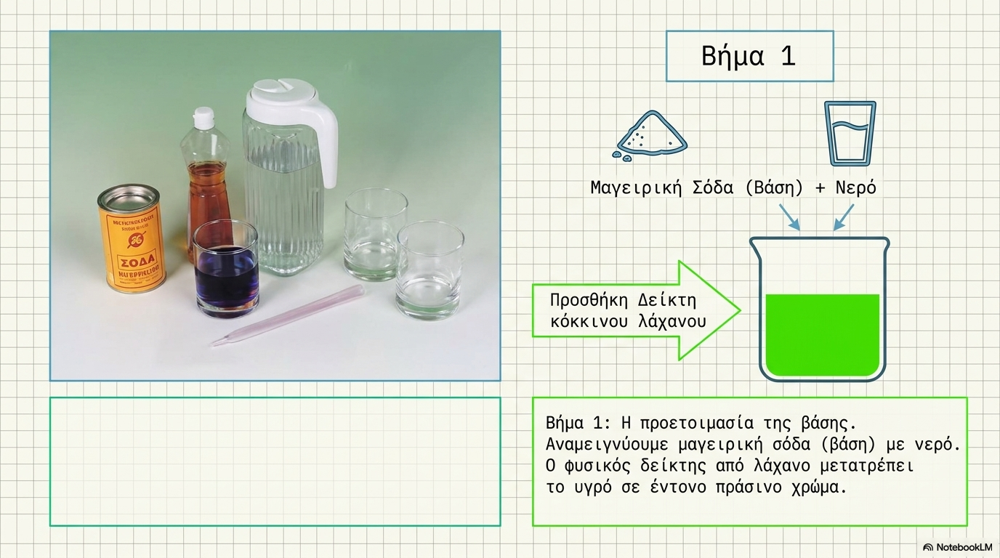 ΣΟΔΑ
Βήμα 1
Μαγειρική Σόδα (Βάση) + Νερό
Προσθήκη Δείκτη
κόκκινου λάχανου
Βήμα 1: Η προετοιμασία της βάσης.
Αναμειγνύουμε μαγειρική σόδα (βάση) με νερό.
Ο φυσικός δείκτης από λάχανο μετατρέπει
το υγρό σε έντονο πράσινο χρώμα.
NotebookLM